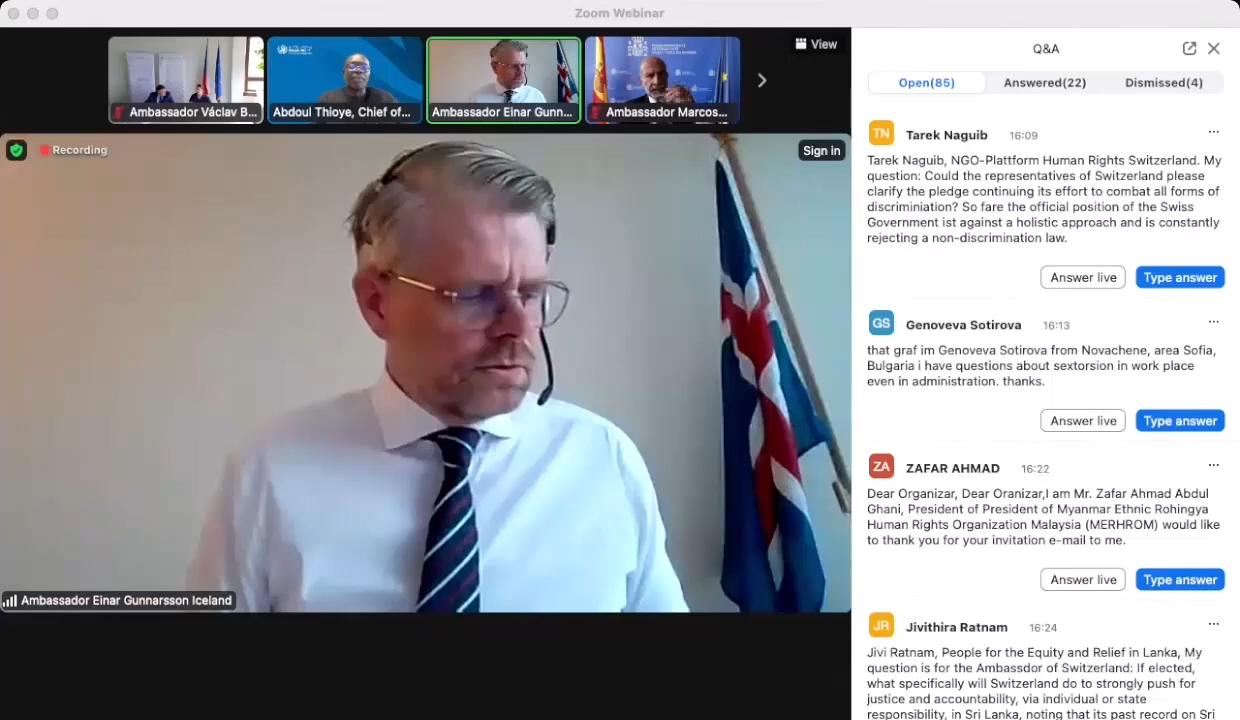 Zoom Webinar
Ambassador Václav B...
Abdoul Thioye, Chief of...
Ambassador Einar Gunn...
Ambassador Marcos...
View
Recording
Sign in
Ambassador Einar Gunnarsson Iceland
Q&A
Open(85)
Answered(22)
Dismissed(4)
TN
Tarek Naguib
16:09
...
Tarek Naguib, NGO-Plattform Human Rights Switzerland. My
question: Could the representatives of Switzerland please
clarify the pledge continuing its effort to combat all forms of
discriminiation? So fare the official position of the Swiss
Government ist against a holistic approach and is constantly
rejecting a non-discrimination law.
Answer live
Type answer
GS
Genoveva Sotirova
16:13
...
that graf im Genoveva Sotirova from Novachene, area Sofia,
Bulgaria i have questions about sextorsion in work place
even in administration. thanks.
Answer live
Type answer
ZA
ZAFAR AHMAD
16:22
...
Dear Organizar, Dear Oranizar,I am Mr. Zafar Ahmad Abdul
Ghani, President of President of Myanmar Ethnic Rohingya
Human Rights Organization Malaysia (MERHROM) would like
to thank you for your invitation e-mail to me.
Answer live
Type answer
JR
Jivithira Ratnam
16:24
...
Jivi Ratnam, People for the Equity and Relief in Lanka, My
question is for the Ambassdor of Switzerland: If elected,
what specifically will Switzerland do to strongly push for
justice and accountability, via individual or state
responsibility, in Sri Lanka, noting that its past record on Sri